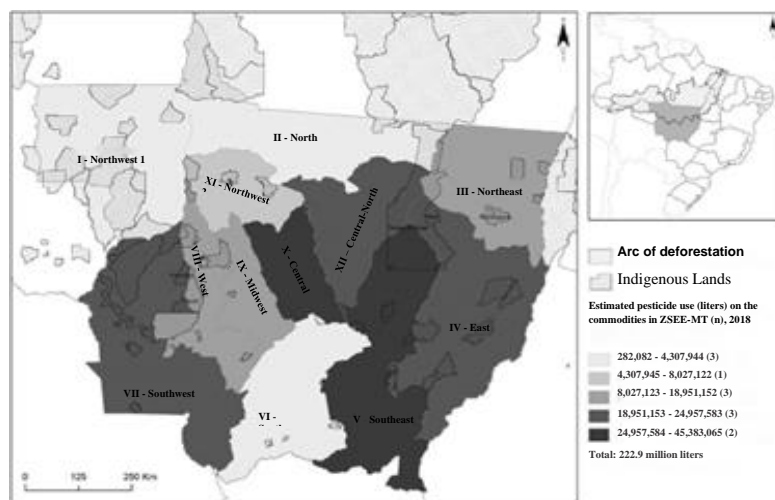 II - North
I - Northwest 1
XI - Northwest
III - Northeast
VIII - West
IX - Midwest
X - Central
XII - Central-North
IV - East
VII - Southwest
VI -
V Southeast
0 125 250 Km
Arc of deforestation
Indigenous Lands
Estimated pesticide use (liters) on the
commodities in ZSEE-MT (n), 2018
282,082 - 4,307,944 (3)
4,307,945 - 8,027,122 (1)
8,027,123 - 18,951,152 (3)
18,951,153 - 24,957,583 (3)
24,957,584 - 45,383,065 (2)
Total: 222.9 million liters